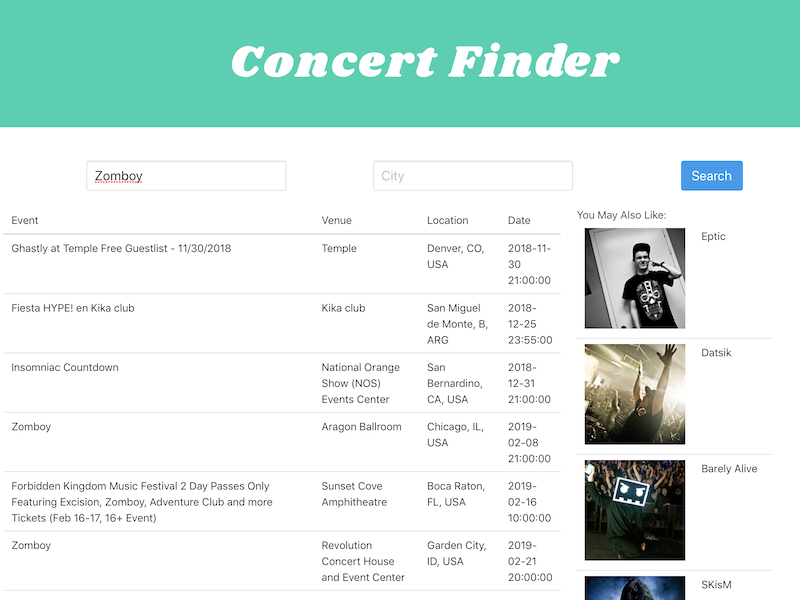 Concert Finder
Zomboy
City
Search
Event Venue Location Date
Ghastly at Temple Free Guestlist - 11/30/2018 Temple Denver, CO, 2018-11-
USA 30
21:00:00
Fiesta HYPE! en Kika club Kika club San Miguel 2018-
de Monte, B, 12-25
ARG 23:55:00
Insomniac Countdown National Orange San 2018-
Show (NOS) Bernardino, 12-31
Events Center CA, USA 21:00:00
Zomboy Aragon Ballroom Chicago, IL, 2019-
USA 02-08
21:00:00
Forbidden Kingdom Music Festival 2 Day Passes Only Sunset Cove Boca Raton, 2019-
Featuring Excision, Zomboy, Adventure Club and more Amphitheatre FL, USA 02-16
Tickets (Feb 16-17, 16+ Event) 10:00:00
Zomboy Revolution Garden City, 2019-
Concert House ID, USA 02-21
and Event Center 20:00:00
You May Also Like:
Eptic
Datsik
Barely Alive
SKisM